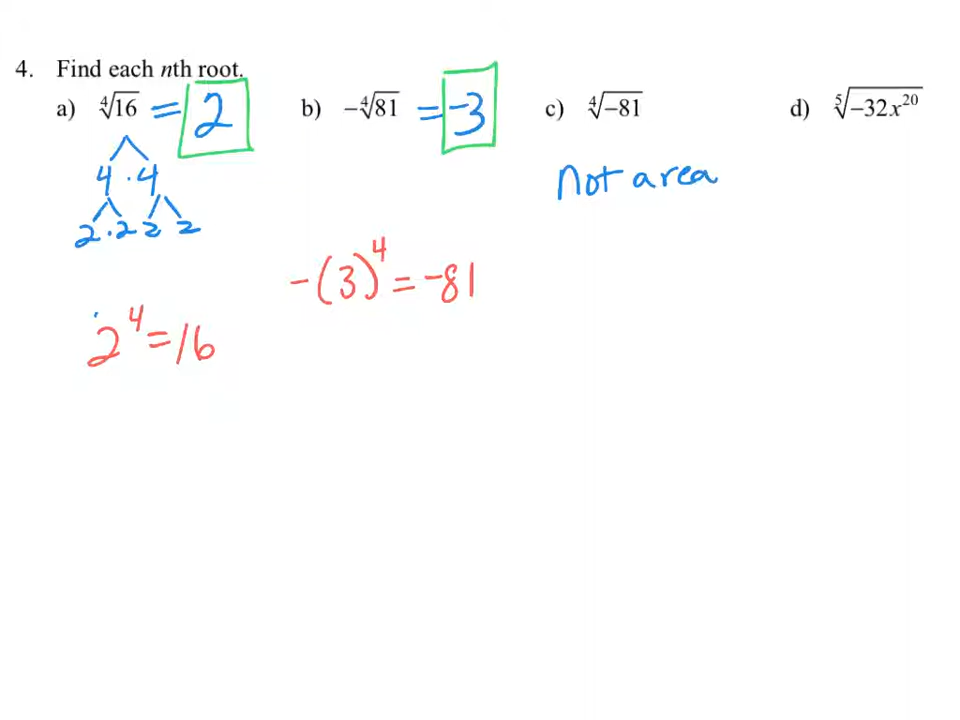 4. Find each nth root.
a) ⁴√16 = 2
b) −⁴√81 = -3
c) ⁴√−81
d) ⁵√−32x²⁰
4 · 4
2 · 2 2 2
not area
-(3)⁴ = -81
2⁴ = 16